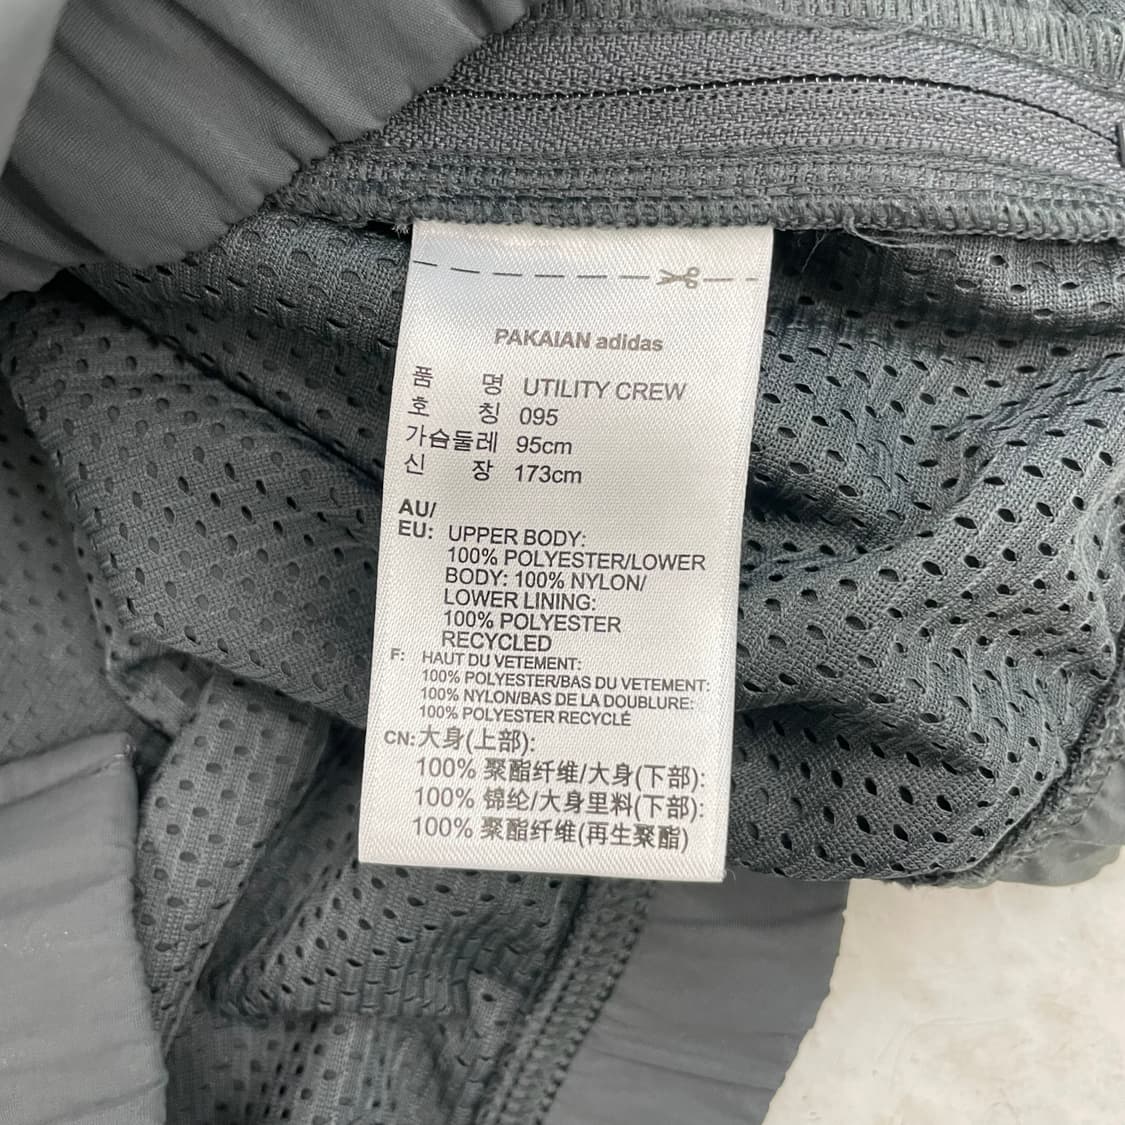 PAKAIAN adidas
품 명 UTILITY CREW
호 칭 095
가슴둘레 95cm
신 장 173cm
AU/
EU: UPPER BODY:
100% POLYESTER/LOWER
BODY: 100% NYLON/
LOWER LINING:
100% POLYESTER
RECYCLED
F: HAUT DU VETEMENT:
100% POLYESTER/BAS DU VETEMENT:
100% NYLON/BAS DE LA DOUBLURE:
100% POLYESTER RECYCLÉ
CN:大身(上部):
100% 聚酯纤维/大身(下部):
100% 锦纶/大身里料(下部):
100% 聚酯纤维(再生聚酯)